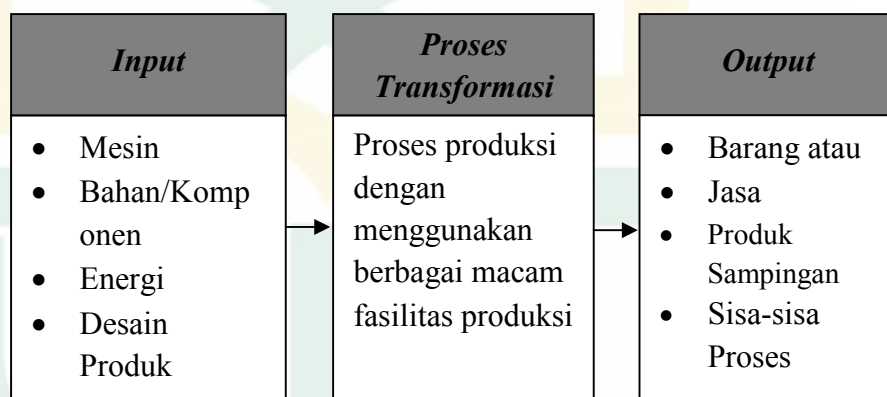 Input
• Mesin
• Bahan/Komp
onen
• Energi
• Desain
Produk
Proses
Transformasi
Proses produksi
dengan
menggunakan
berbagai macam
fasilitas produksi
Output
• Barang atau
• Jasa
• Produk
Sampingan
• Sisa-sisa
Proses